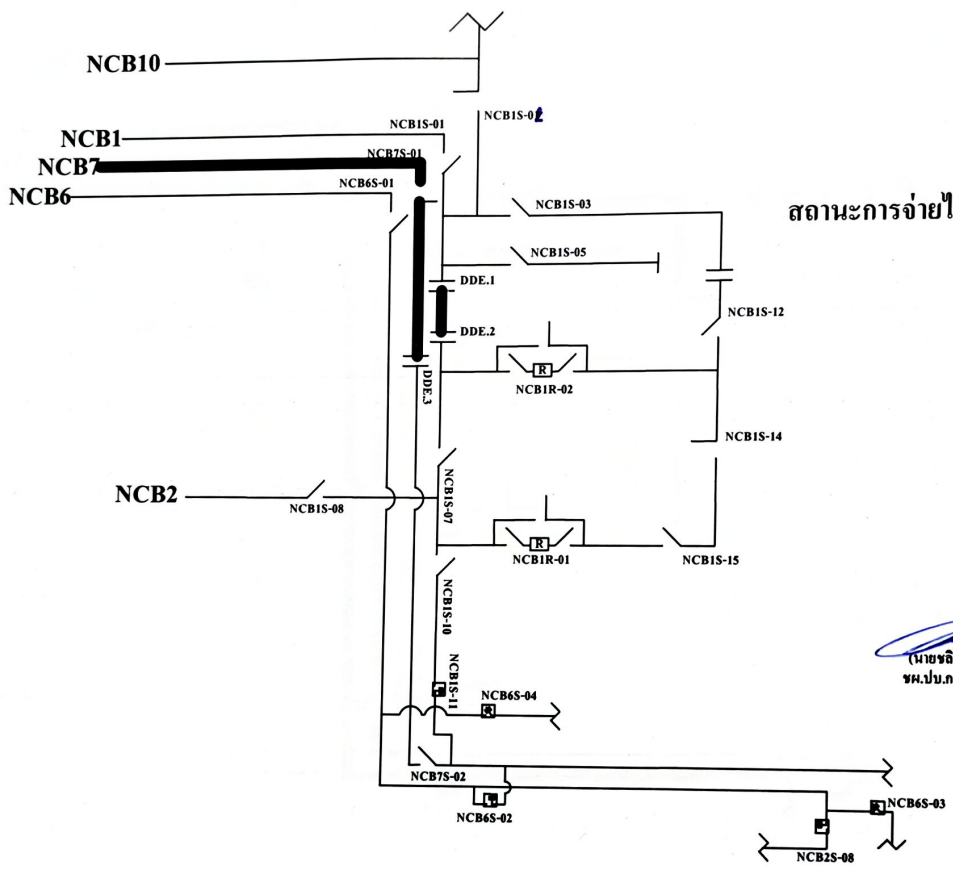 NCB10
NCB1S-02
NCB1S-01
NCB1
NCB7S-01
NCB7
NCB6S-01
NCB6
NCB1S-03
สถานะการจ่ายไ
NCB1S-05
DDE.1
NCB1S-12
DDE.2
DDE.3
R
NCB1R-02
NCB1S-14
NCB2
NCB1S-08
NCB1S-07
R
NCB1R-01
NCB1S-15
NCB1S-10
(นายชลิ
ชผ.ปบ.ก
NCB1S-11
NCB6S-04
NCB7S-02
NCB6S-02
NCB6S-03
NCB2S-08